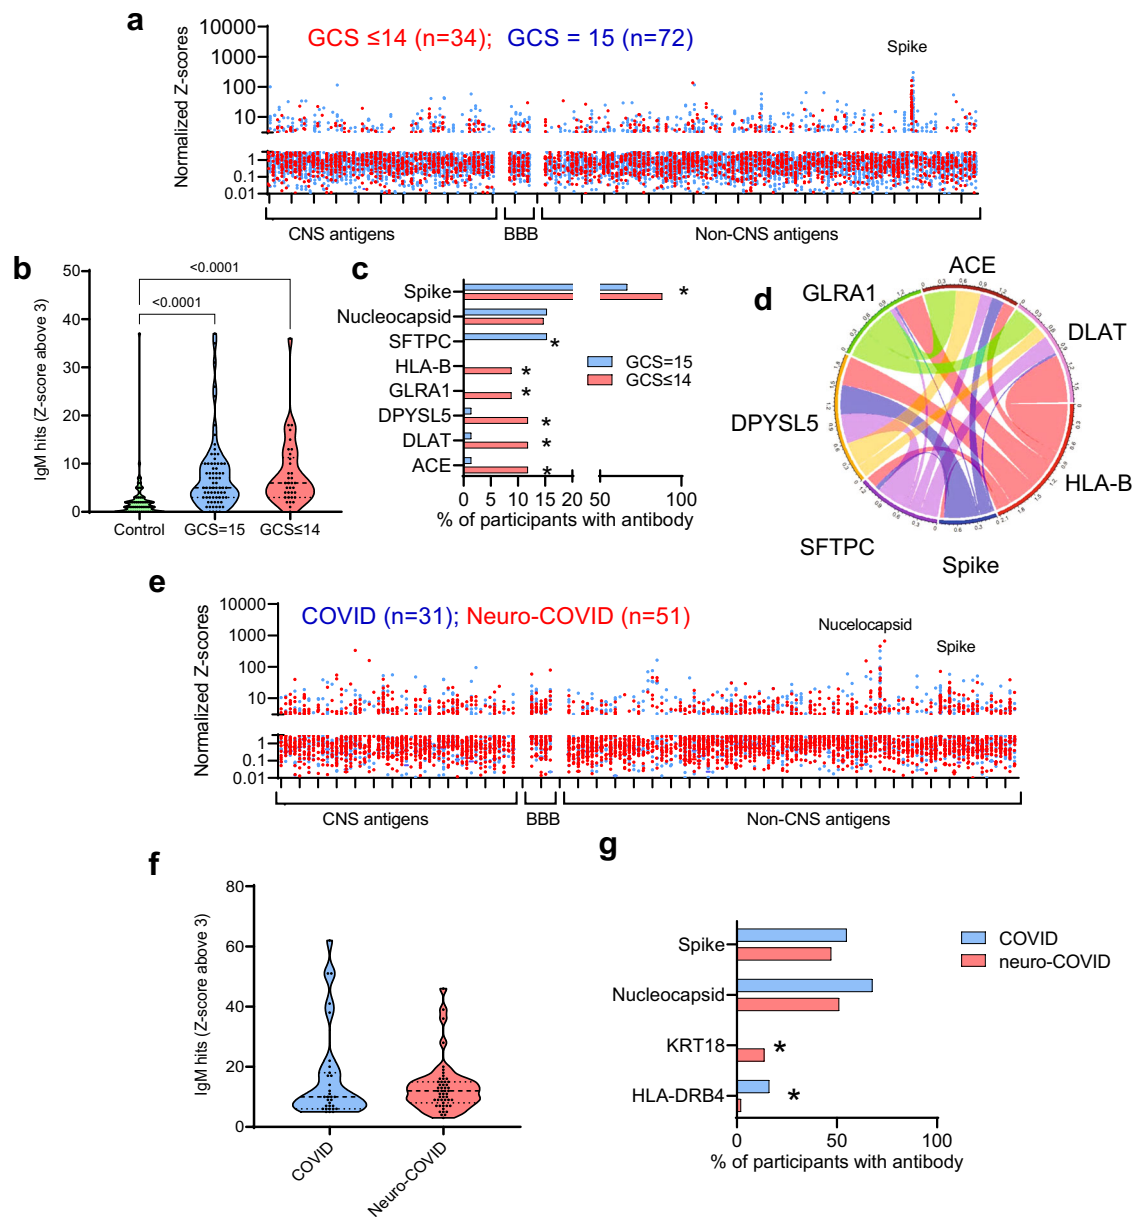 a
Normalized Z-scores
10000
1000
100
10
1
0.1
0.01
GCS ≤14 (n=34); GCS = 15 (n=72)
Spike
CNS antigens
BBB
Non-CNS antigens
b
IgM hits (Z-score above 3)
50
40
30
20
10
0
<0.0001
<0.0001
Control
GCS=15
GCS≤14
c
Spike
Nucleocapsid
SFTPC
HLA-B
GLRA1
DPYSL5
DLAT
ACE
*
*
*
*
*
*
*
GCS=15
GCS≤14
0 5 10 15 20 50 100
% of participants with antibody
d
ACE
GLRA1
DLAT
DPYSL5
HLA-B
SFTPC
Spike
e
Normalized Z-scores
10000
1000
100
10
1
0.1
0.01
COVID (n=31); Neuro-COVID (n=51)
Nucelocapsid
Spike
CNS antigens
BBB
Non-CNS antigens
f
IgM hits (Z-score above 3)
80
60
40
20
0
COVID
Neuro-COVID
g
Spike
Nucleocapsid
KRT18
HLA-DRB4
*
*
COVID
neuro-COVID
0 50 100
% of participants with antibody